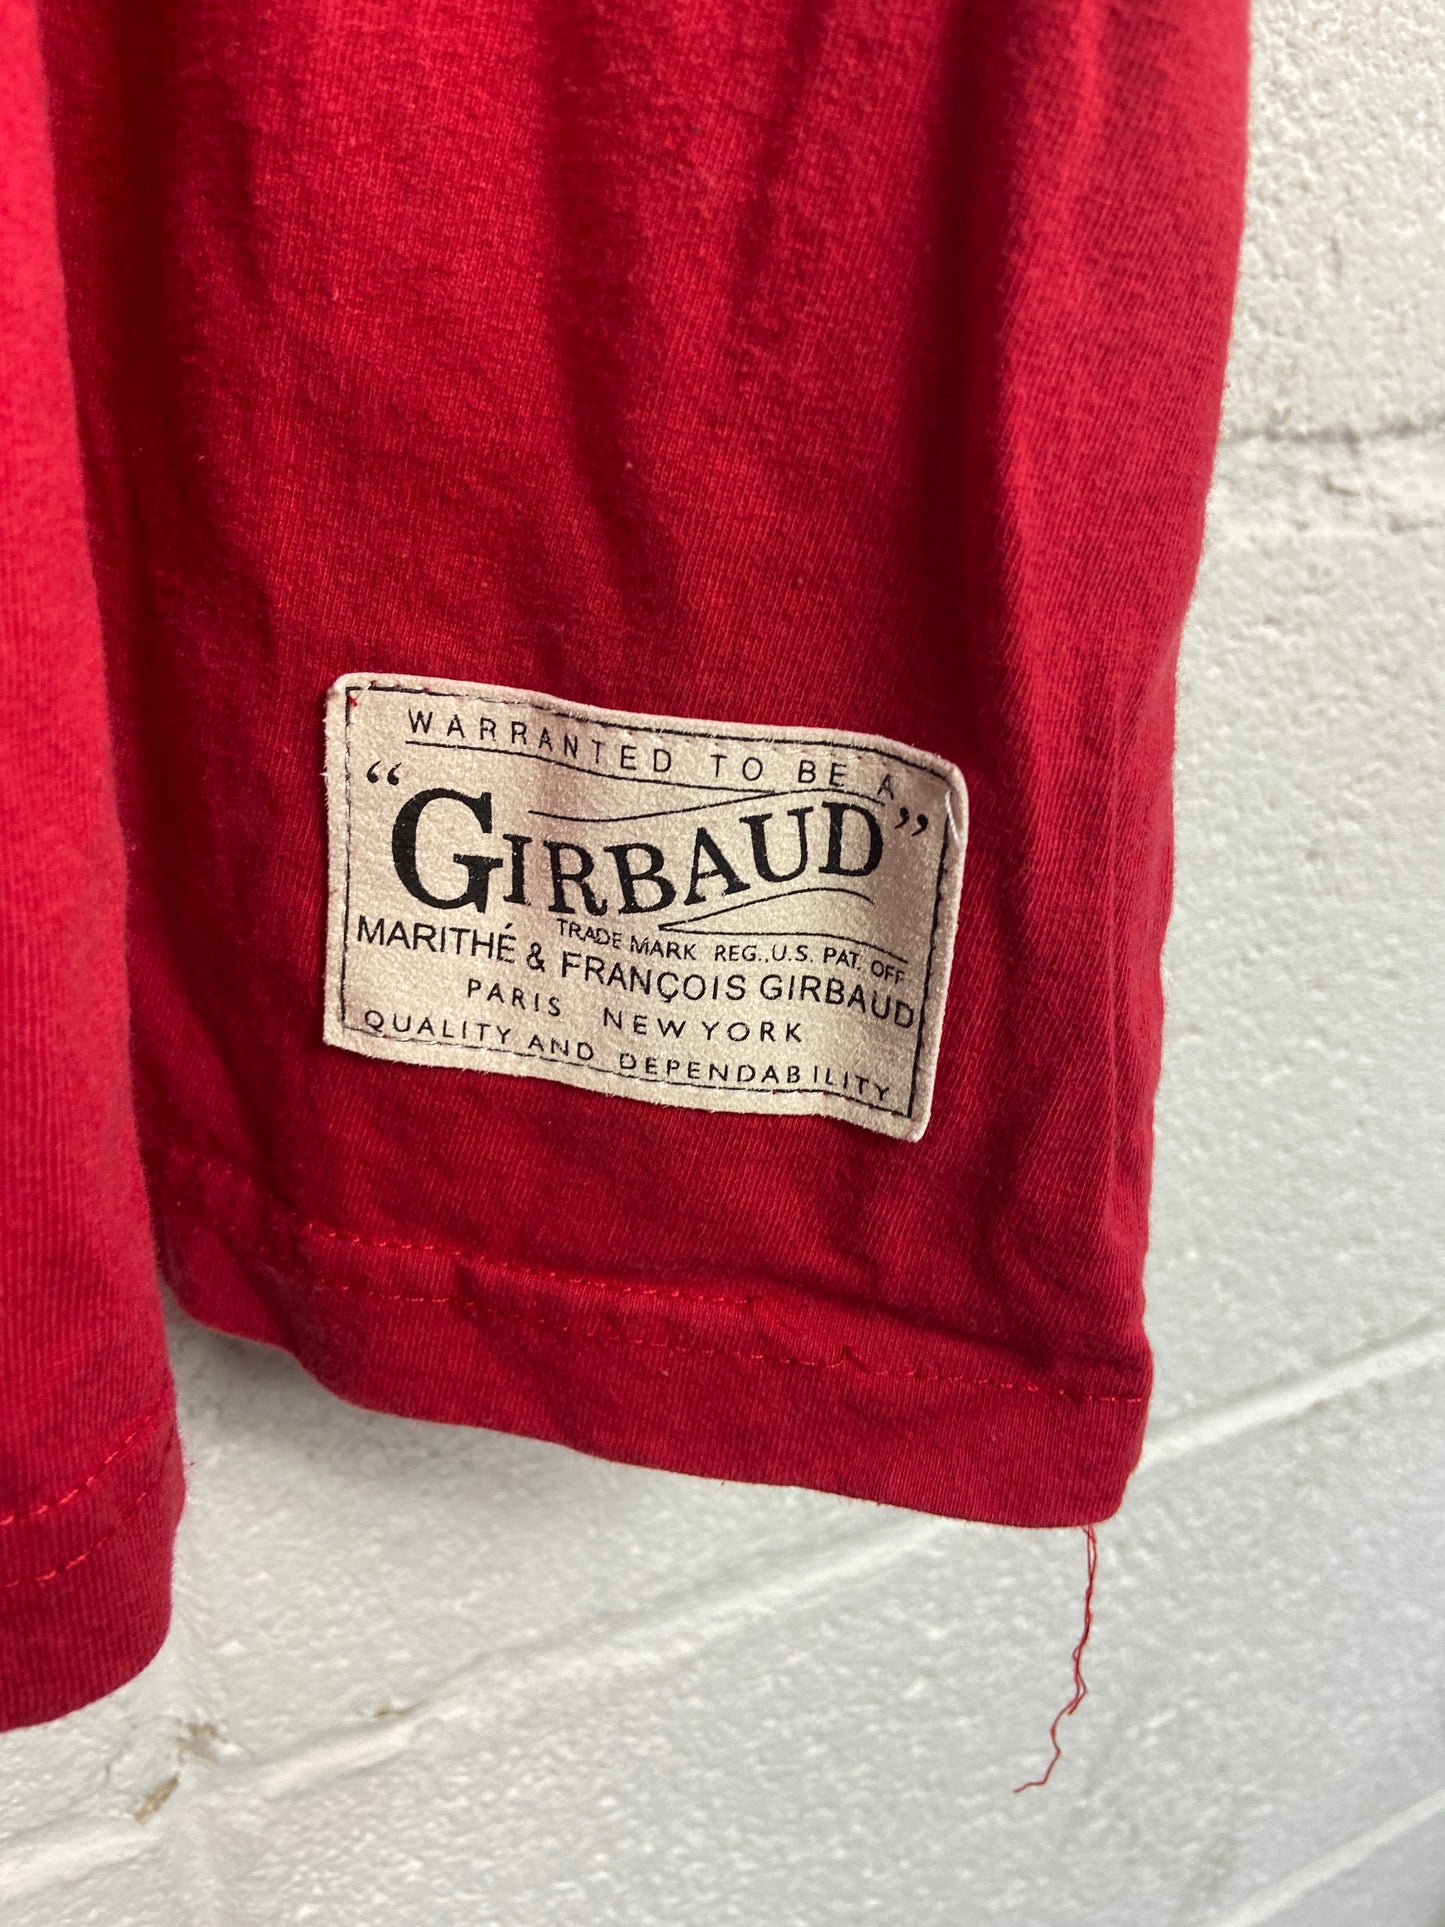 WARRANTED TO BE A
“GIRBAUD”
TRADE MARK REG., U.S. PAT. OFF
MARITHÉ & FRANÇOIS GIRBAUD
PARIS NEW YORK
QUALITY AND DEPENDABILITY